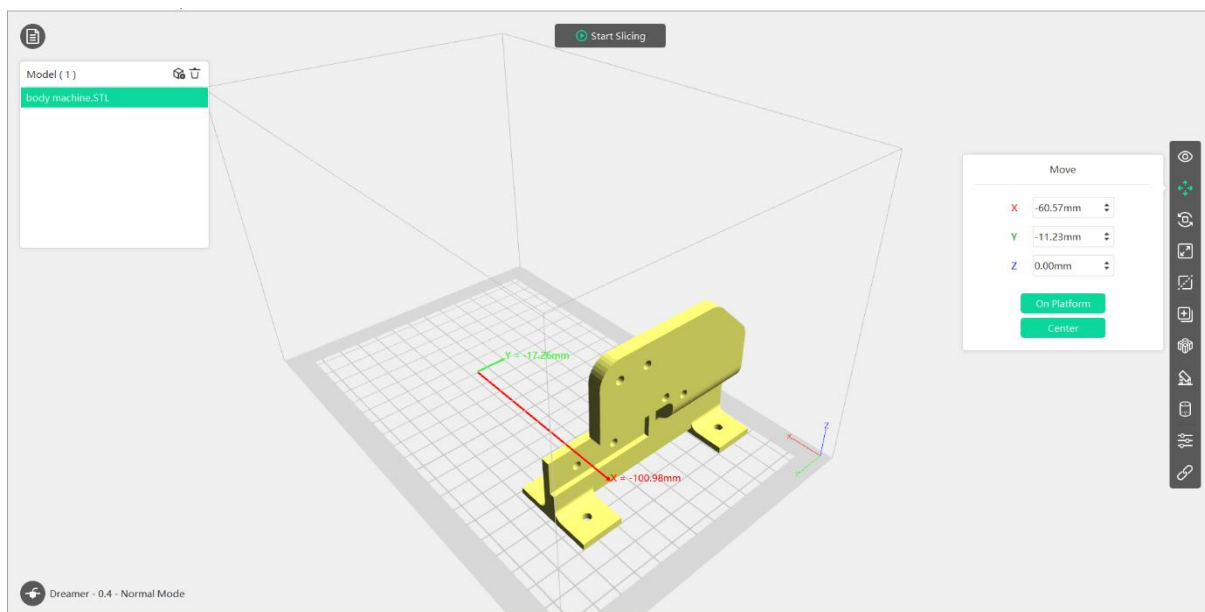 Start Slicing
Model ( 1 )
body machine.STL
Move
X -60.57mm
Y -11.23mm
Z 0.00mm
On Platform
Center
Y = -17.26mm
X = -100.98mm
X
Z
Dreamer - 0.4 - Normal Mode